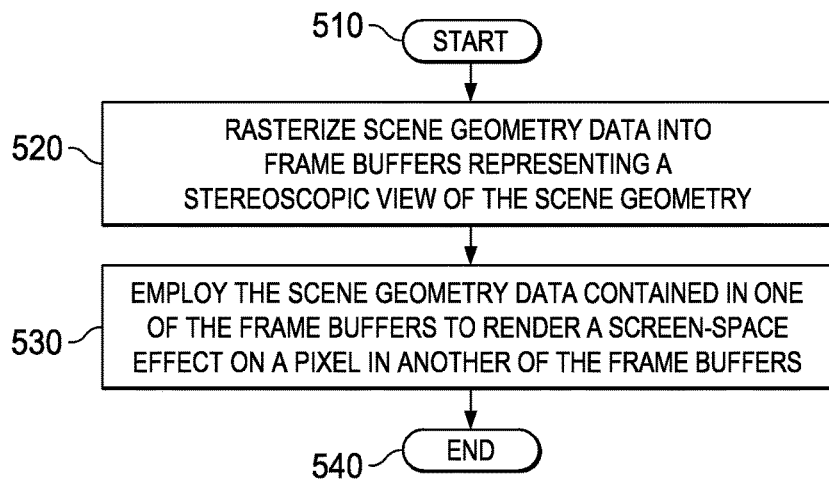 510
START
520
RASTERIZE SCENE GEOMETRY DATA INTO
FRAME BUFFERS REPRESENTING A
STEREOSCOPIC VIEW OF THE SCENE GEOMETRY
530
EMPLOY THE SCENE GEOMETRY DATA CONTAINED IN ONE
OF THE FRAME BUFFERS TO RENDER A SCREEN-SPACE
EFFECT ON A PIXEL IN ANOTHER OF THE FRAME BUFFERS
540
END